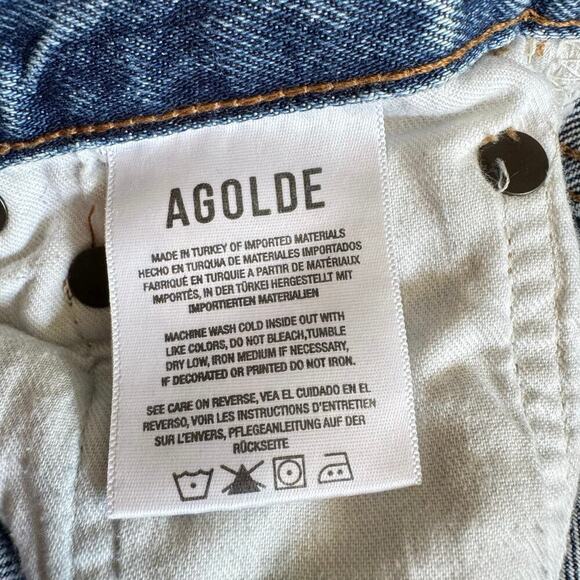 AGOLDE
MADE IN TURKEY OF IMPORTED MATERIALS
HECHO EN TURQUIA DE MATERIALES IMPORTADOS
FABRIQUÉ EN TURQUIE A PARTIR DE MATÉRIAUX
IMPORTÉS, IN DER TÜRKEI HERGESTELLT MIT
IMPORTIERTEN MATERIALIEN
MACHINE WASH COLD INSIDE OUT WITH
LIKE COLORS, DO NOT BLEACH,TUMBLE
DRY LOW, IRON MEDIUM IF NECESSARY,
IF DECORATED OR PRINTED DO NOT IRON.
SEE CARE ON REVERSE, VEA EL CUIDADO EN EL
REVERSO, VOIR LES INSTRUCTIONS D'ENTRETIEN
SUR L'ENVERS, PFLEGEANLEITUNG AUF DER
RÜCKSEITE